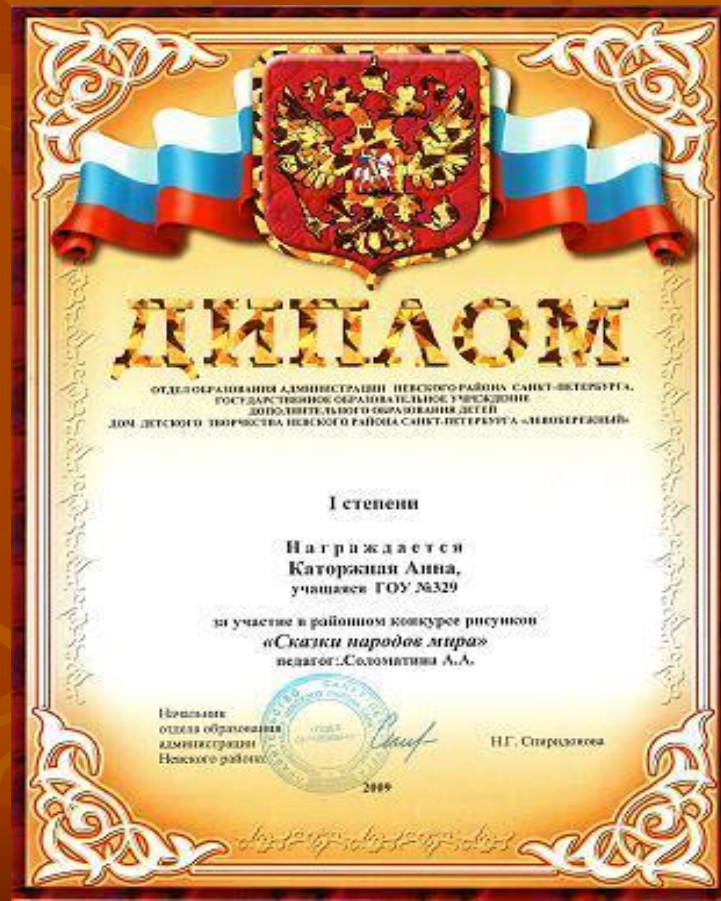 ДИПЛОМ
ОТДЕЛ ОБРАЗОВАНИЯ АДМИНИСТРАЦИИ НЕВСКОГО РАЙОНА САНКТ-ПЕТЕРБУРГА,
ГОСУДАРСТВЕННОЕ ОБРАЗОВАТЕЛЬНОЕ УЧРЕЖДЕНИЕ
ДОПОЛНИТЕЛЬНОГО ОБРАЗОВАНИЯ ДЕТЕЙ
ДОМ ДЕТСКОГО ТВОРЧЕСТВА НЕВСКОГО РАЙОНА САНКТ-ПЕТЕРБУРГА «ЛЕВОБЕРЕЖНЫЙ»
I степени
Награждается
Каторжная Анна,
учащаяся ГОУ №329
за участие в районном конкурсе рисунков
«Сказки народов мира»
педагог:.Соломатина А.А.
Начальник
отдела образования
администрации
Невского района
Н.Г. Спиридонова
2009